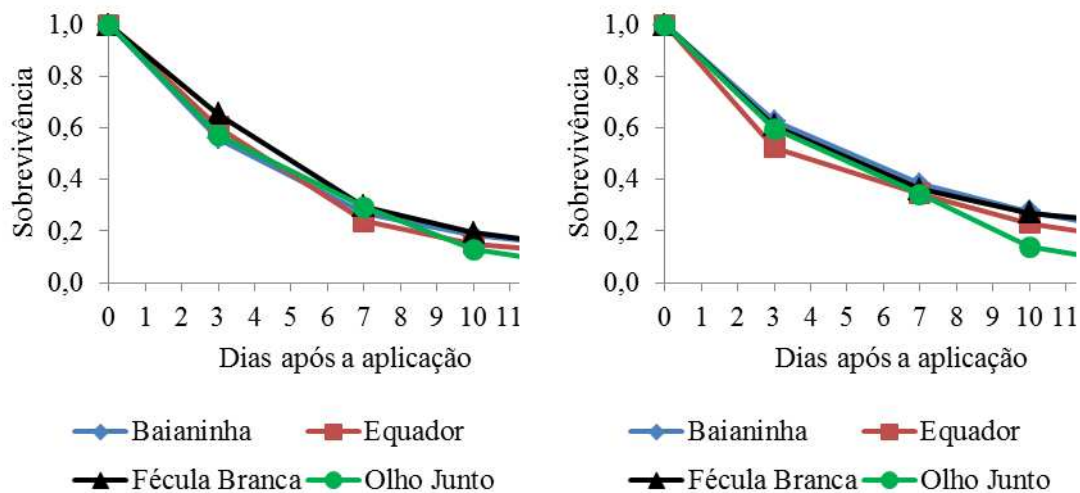 Sobrevivência
1,0
0,8
0,6
0,4
0,2
0,0
0 1 2 3 4 5 6 7 8 9 10 11
Dias após a aplicação
Baianinha Equador
Fécula Branca Olho Junto
Sobrevivência
1,0
0,8
0,6
0,4
0,2
0,0
0 1 2 3 4 5 6 7 8 9 10 11
Dias após a aplicação
Baianinha Equador
Fécula Branca Olho Junto